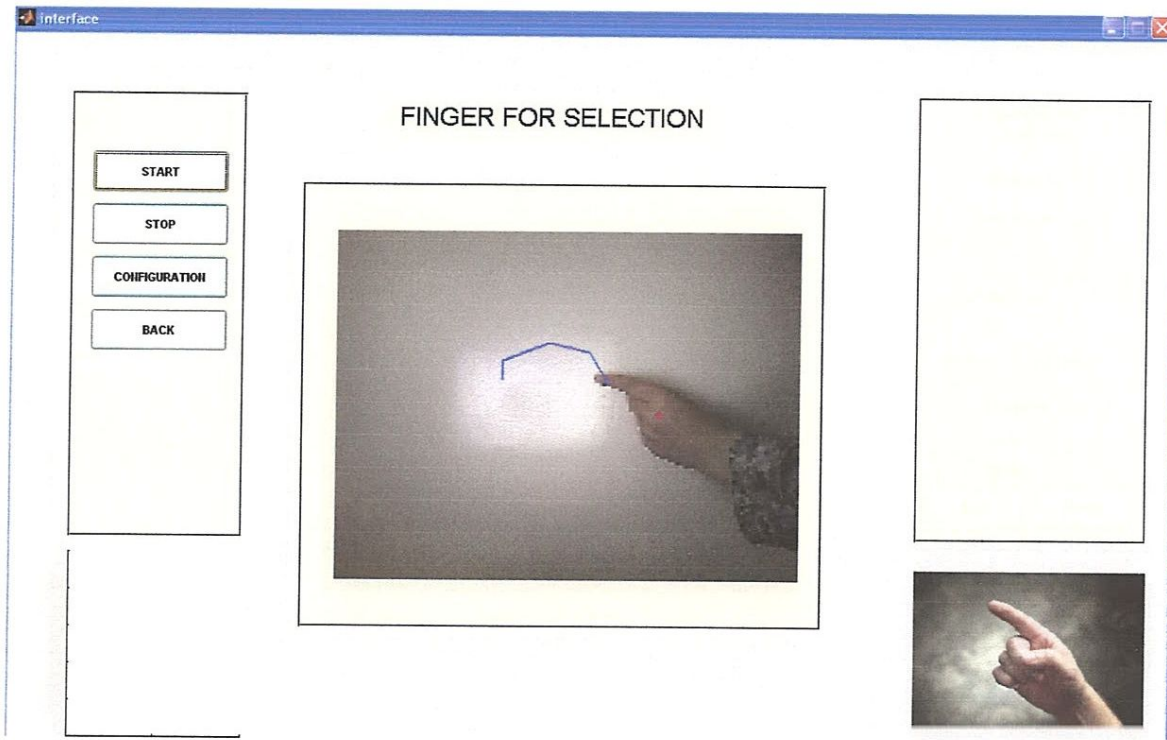 interface
FINGER FOR SELECTION
START
STOP
CONFIGURATION
BACK